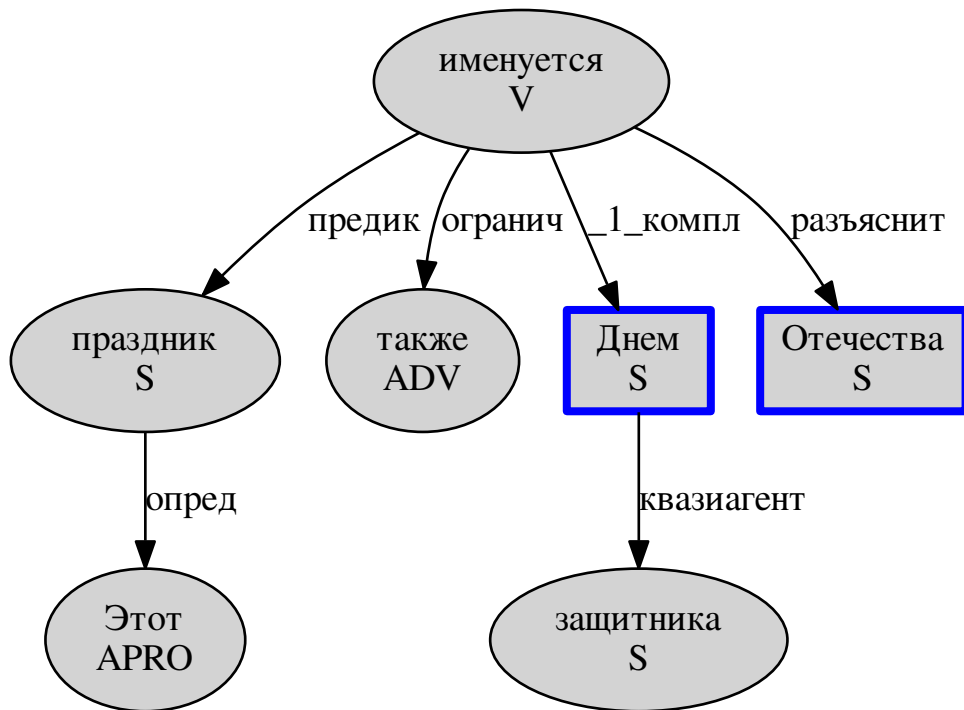 именуется
V
предик огранич _1_компл разъяснит
праздник
S
также
ADV
Днем
S
Отечества
S
опред
квазиагент
Этот
APRO
защитника
S